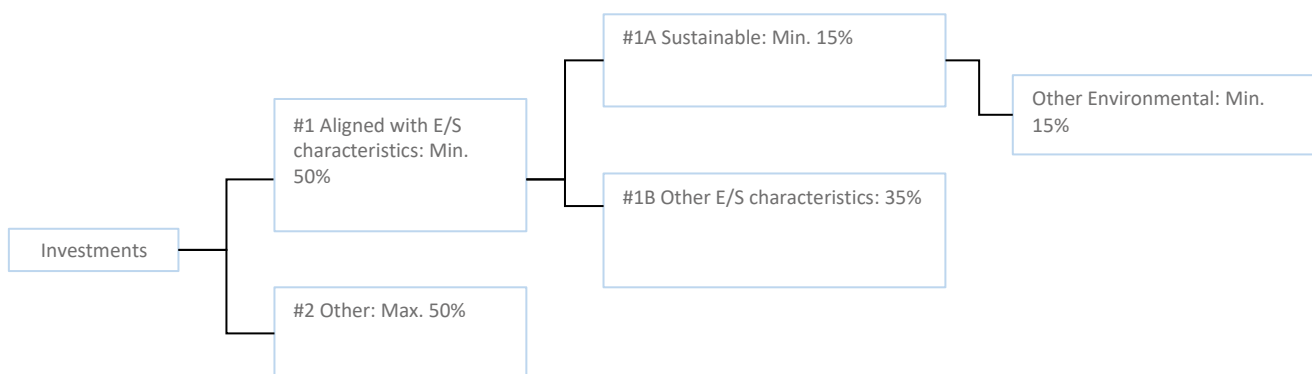 #1A Sustainable: Min. 15%
Other Environmental: Min.
15%
#1 Aligned with E/S
characteristics: Min.
50%
#1B Other E/S characteristics: 35%
Investments
#2 Other: Max. 50%